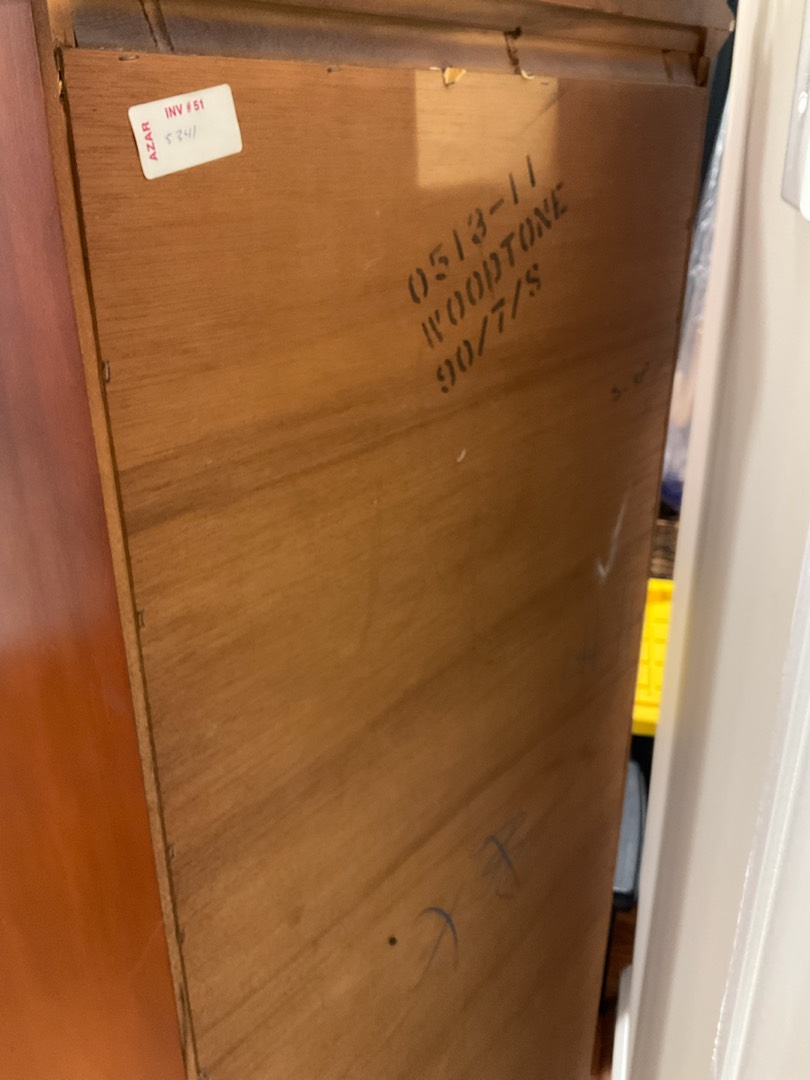 INV # 51
AZAR
5341
0513-11
WOODTONE
90/7/S